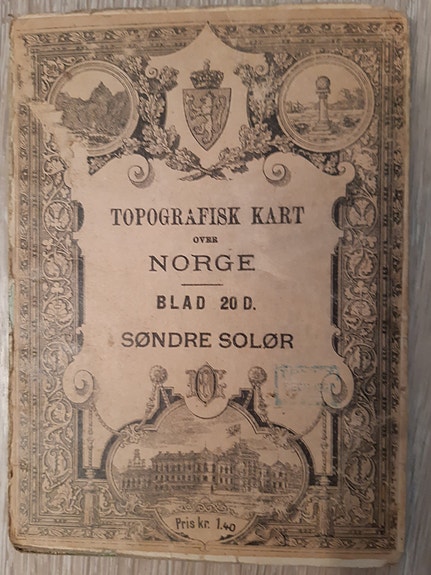 TOPOGRAFISK KART
OVER
NORGE
BLAD 20 D.
SØNDRE SOLØR
Pris kr. 1.40